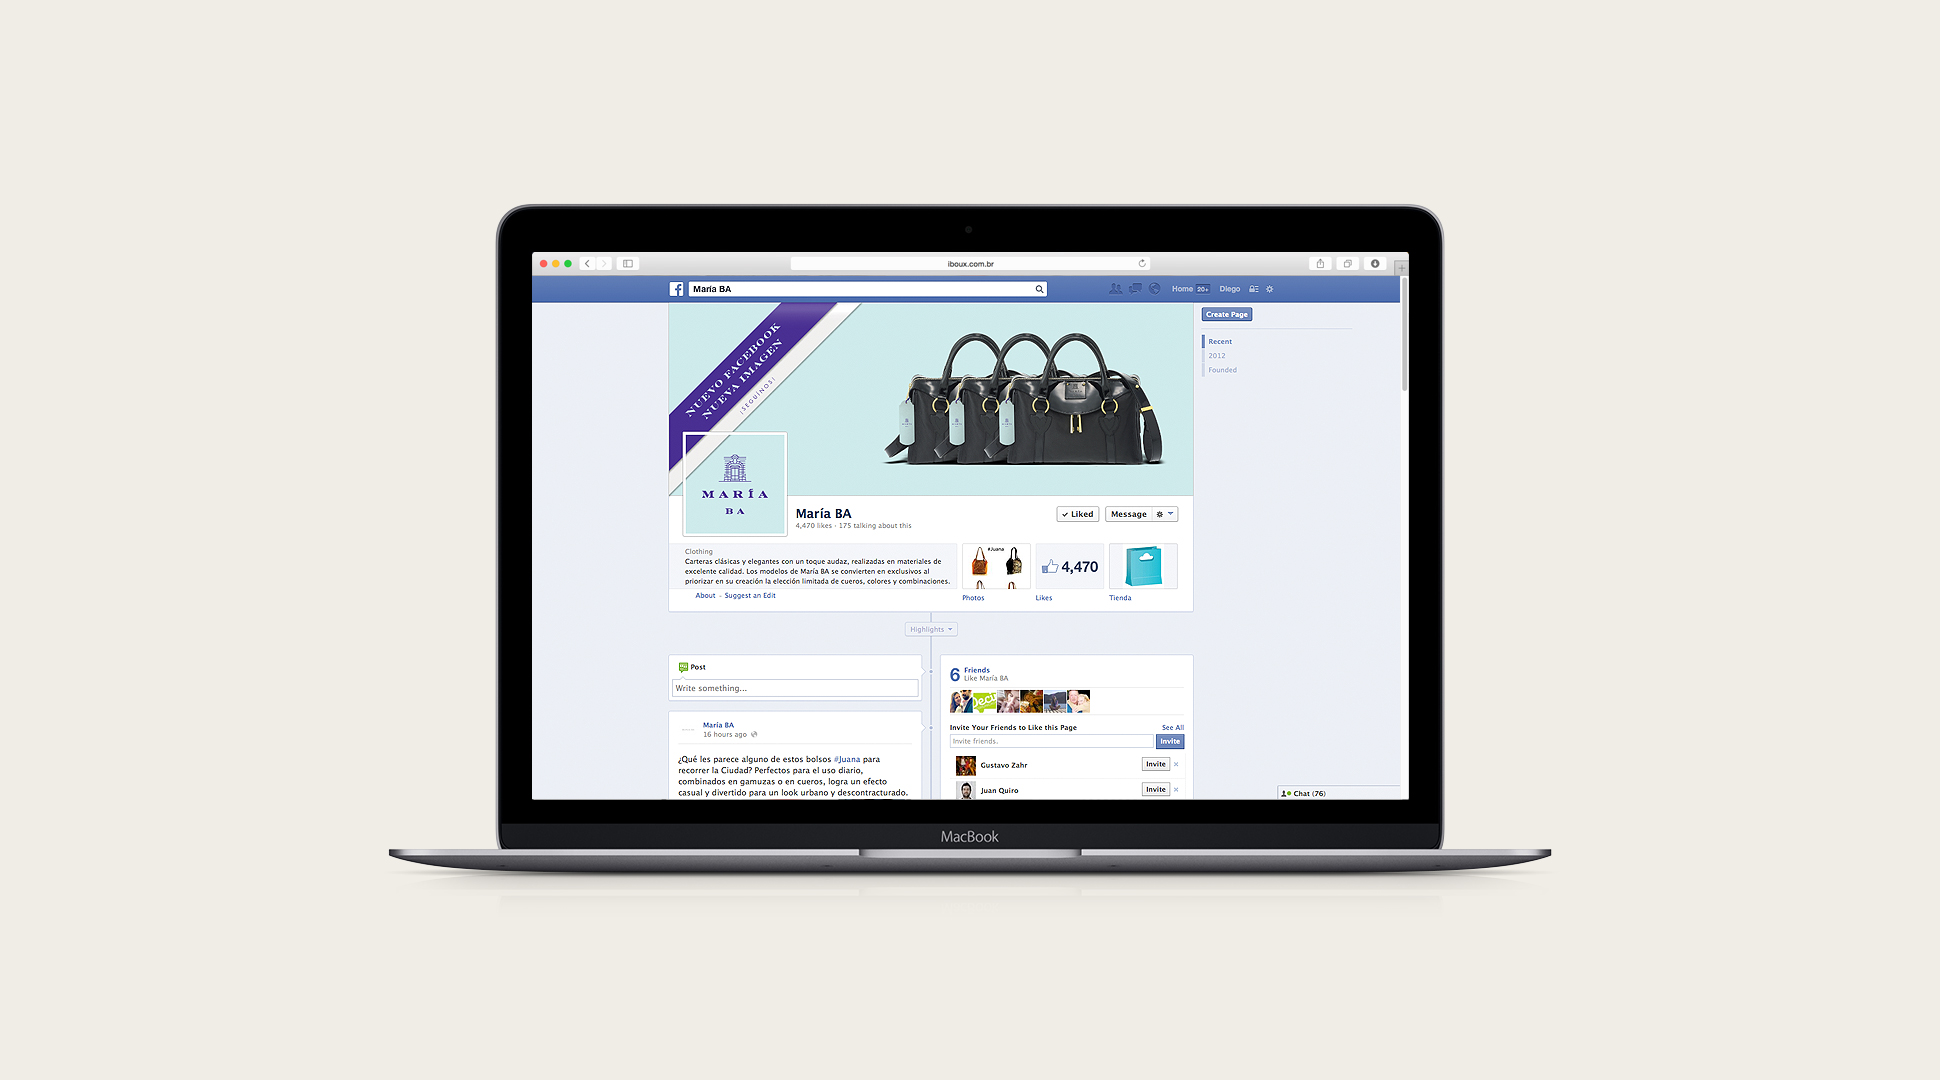 iboux.com.br
María BA
Home 20+ Diego
NUEVO FACEBOOK
NUEVA IMAGEN
¡SEGUINOS!
Create Page
Recent
2012
Founded
MARÍA
BA
María BA
4,470 likes · 175 talking about this
Liked
Message
Clothing
Carteras clásicas y elegantes con un toque audaz, realizadas en materiales de
excelente calidad. Los modelos de María BA se convierten en exclusivos al
priorizar en su creación la elección limitada de cueros, colores y combinaciones.
About - Suggest an Edit
#Juana
Photos
4,470
Likes
Tienda
Highlights
Post
Write something...
María BA
16 hours ago
¿Qué les parece alguno de estos bolsos #Juana para
recorrer la Ciudad? Perfectos para el uso diario,
combinados en gamuzas o en cueros, logra un efecto
casual y divertido para un look urbano y descontracturado.
6 Friends
Like María BA
Invite Your Friends to Like this Page See All
Invite friends. Invite
Gustavo Zahr Invite
Juan Quiro Invite
Chat (76)
MacBook